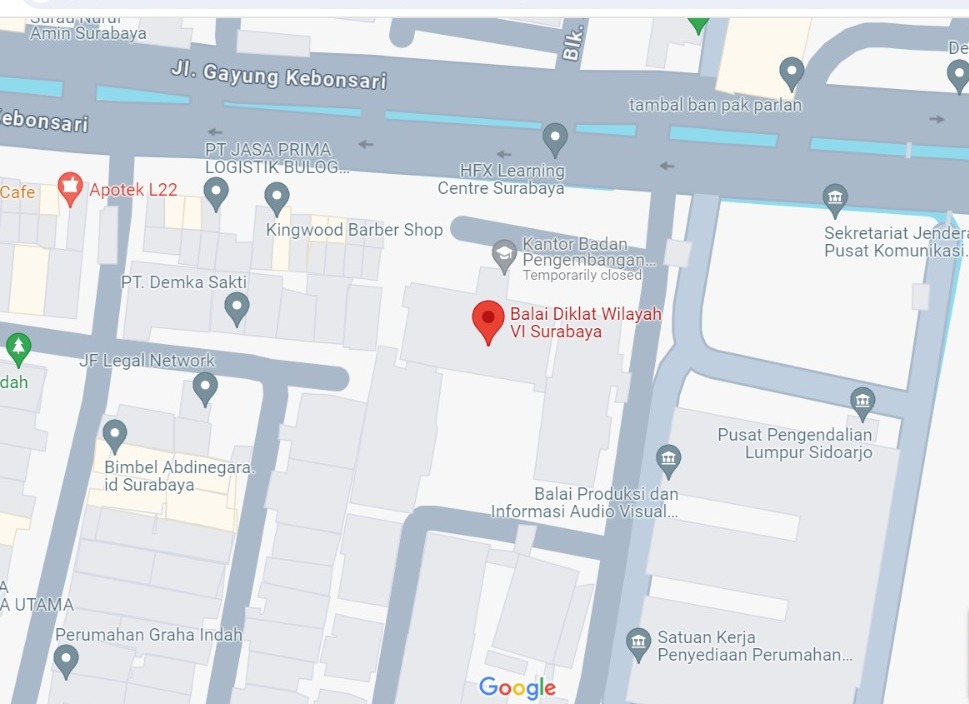 Surau Nurul
Amin Surabaya
Blk.
De
Jl. Gayung Kebonsari
tambal ban pak parlan
ebonsari
PT JASA PRIMA
LOGISTIK BULOG...
HFX Learning
Centre Surabaya
Cafe
Apotek L22
Kingwood Barber Shop
Sekretariat Jendera
Pusat Komunikasi.
Kantor Badan
Pengembangan...
Temporarily closed
PT. Demka Sakti
Balai Diklat Wilayah
VI Surabaya
JF Legal Network
dah
Pusat Pengendalian
Lumpur Sidoarjo
Bimbel Abdinegara.
id Surabaya
Balai Produksi dan
Informasi Audio Visual...
A
A UTAMA
Perumahan Graha Indah
Satuan Kerja
Penyediaan Perumahan...
Google